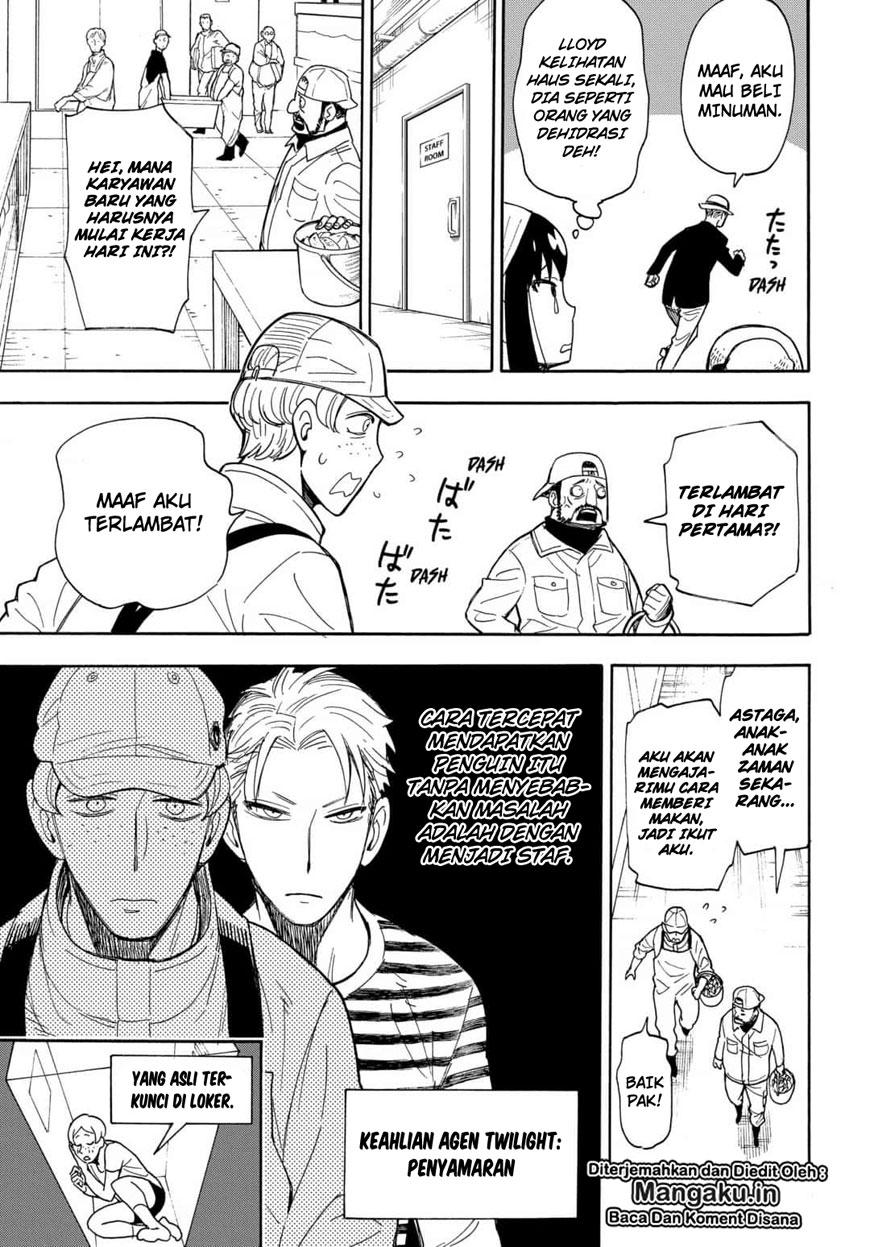 MAAF, AKU
MAU BELI
MINUMAN.
たたっ
DASH
LLOYD
KELIHATAN
HAUS SEKALI,
DIA SEPERTI
ORANG YANG
DEHIDRASI
DEH!
STAFF
ROOM
HEI, MANA
KARYAWAN
BARU YANG
HARUSNYA
MULAI KERJA
HARI INI?!
TERLAMBAT
DI HARI
PERTAMA?!
DASH
ばた
DASH
ばた
MAAF AKU
TERLAMBAT!
ASTAGA,
ANAK-
ANAK
ZAMAN
SEKA-
RANG...
AKU AKAN
MENGAJA-
RIMU CARA
MEMBERI
MAKAN,
JADI IKUT
AKU.
BAIK
PAK!
CARA TERCEPAT
MENDAPATKAN
PENGUIN ITU
TANPA MENYEBAB-
KAN MASALAH
ADALAH DENGAN
MENJADI STAF.
KEAHLIAN AGEN TWILIGHT:
PENYAMARAN
YANG ASLI TER-
KUNCI DI LOKER.
Diterjemahkan dan Diedit Oleh:
Mangaku.in
Baca Dan Koment Disana